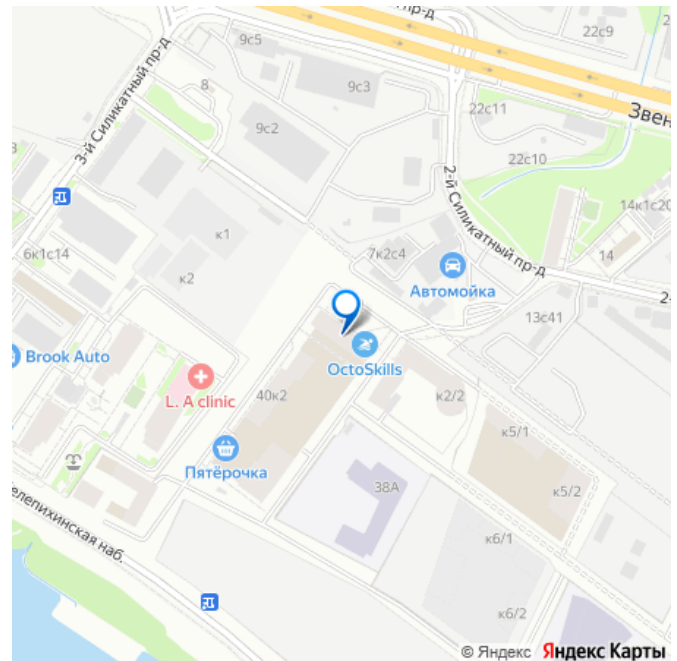 2-й Силикатный пр-д
22с9
9с5
8
9с3
3-й Силикатный пр-д
22с11
Звен
9с2
22с10
2-й Силикатный пр-д
14к1с20
к1
7к2с4
14
6к1с14
к2
Автомойка
2-
13с41
Brook Auto
OctoSkills
L. A clinic
40к2
к2/2
к5/1
Пятёрочка
38А
к5/2
елепихинская наб.
к6/1
к6/2
© Яндекс Яндекс Карты